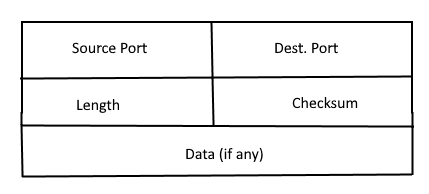 Source Port
Dest. Port
Length
Checksum
Data (if any)